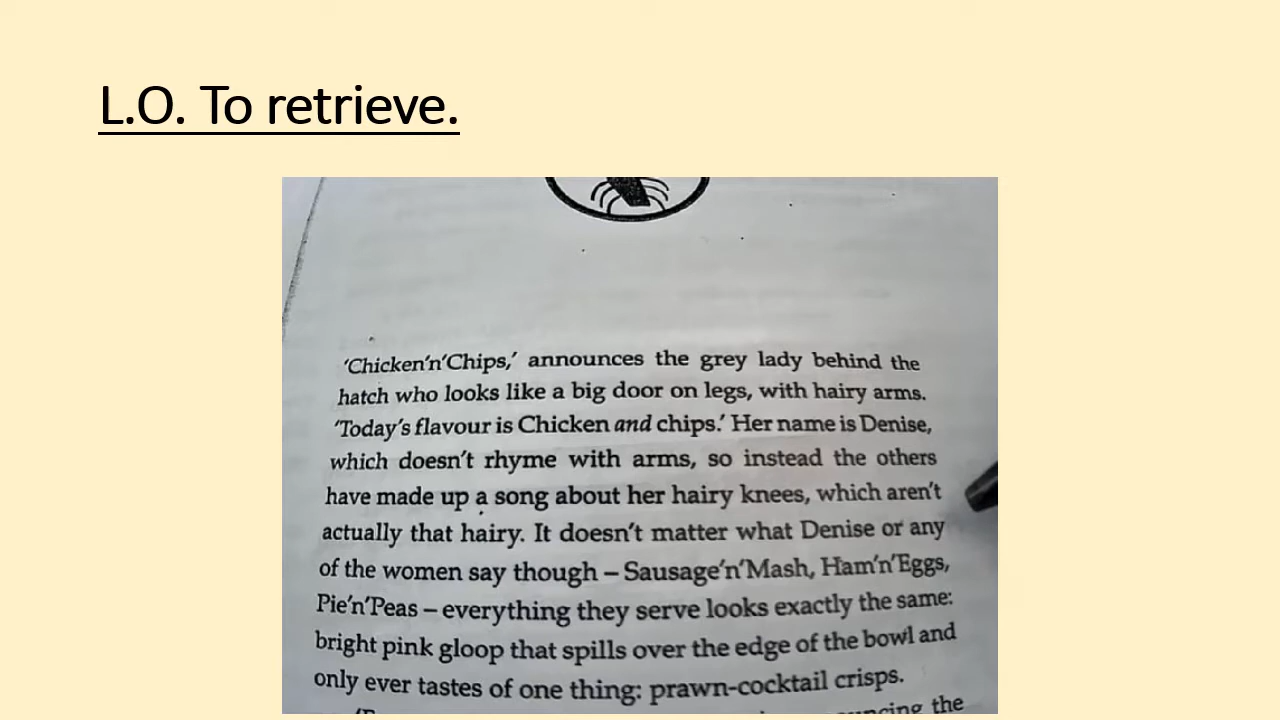 L.O. To retrieve.
‘Chicken’n’Chips,’ announces the grey lady behind the
hatch who looks like a big door on legs, with hairy arms.
‘Today’s flavour is Chicken and chips.’ Her name is Denise,
which doesn’t rhyme with arms, so instead the others
have made up a song about her hairy knees, which aren’t
actually that hairy. It doesn’t matter what Denise or any
of the women say though – Sausage’n’Mash, Ham’n’Eggs,
Pie’n’Peas – everything they serve looks exactly the same:
bright pink gloop that spills over the edge of the bowl and
only ever tastes of one thing: prawn-cocktail crisps.
the